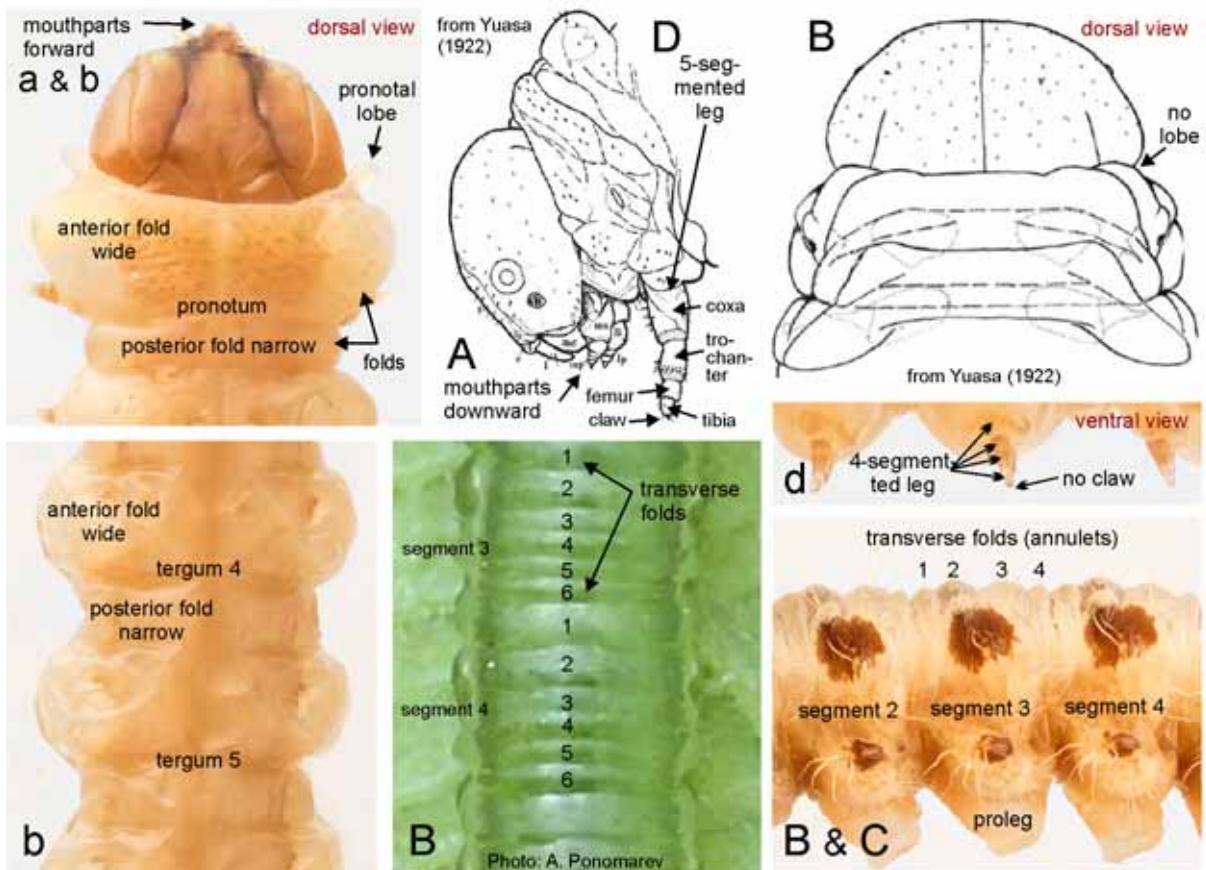 mouthparts
forward
dorsal view
a & b
pronotal
lobe
anterior fold
wide
pronotum
posterior fold narrow
folds
from Yuasa
(1922)
D
5-seg-
mented
leg
A
mouthparts
downward
coxa
tro-
chan-
ter
femur
claw
tibia
B
dorsal view
no
lobe
from Yuasa (1922)
ventral view
d
4-segment
ted leg
no claw
anterior fold
wide
tergum 4
posterior fold
narrow
tergum 5
b
1
2
3
4
5
6
1
2
3
4
5
6
transverse
folds
segment 3
segment 4
B
Photo: A. Ponomarev
transverse folds (annulets)
1 2 3 4
segment 2 segment 3 segment 4
proleg
B & C